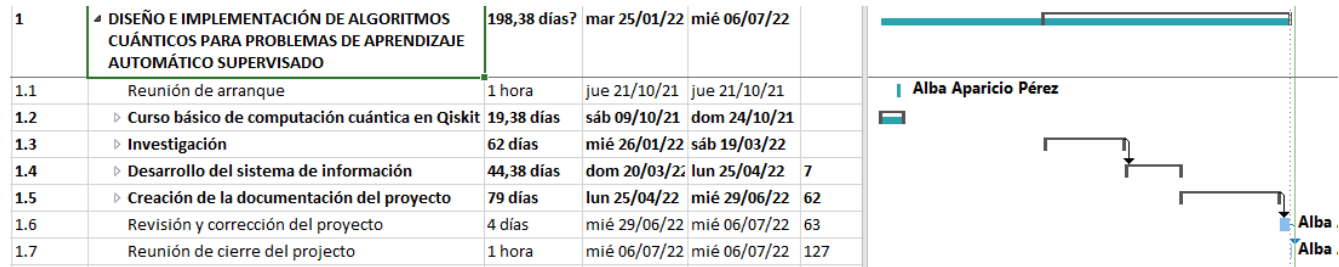 1 DISEÑO E IMPLEMENTACIÓN DE ALGORITMOS CUÁNTICOS PARA PROBLEMAS DE APRENDIZAJE AUTOMÁTICO SUPERVISADO 198,38 días? mar 25/01/22 mié 06/07/22
1.1 Reunión de arranque 1 hora jue 21/10/21 jue 21/10/21 Alba Aparicio Pérez
1.2 Curso básico de computación cuántica en Qiskit 19,38 días sáb 09/10/21 dom 24/10/21
1.3 Investigación 62 días mié 26/01/22 sáb 19/03/22
1.4 Desarrollo del sistema de información 44,38 días dom 20/03/22 lun 25/04/22 7
1.5 Creación de la documentación del proyecto 79 días lun 25/04/22 mié 29/06/22 62
1.6 Revisión y corrección del proyecto 4 días mié 29/06/22 mié 06/07/22 63 Alba
1.7 Reunión de cierre del projecto 1 hora mié 06/07/22 mié 06/07/22 127 Alba